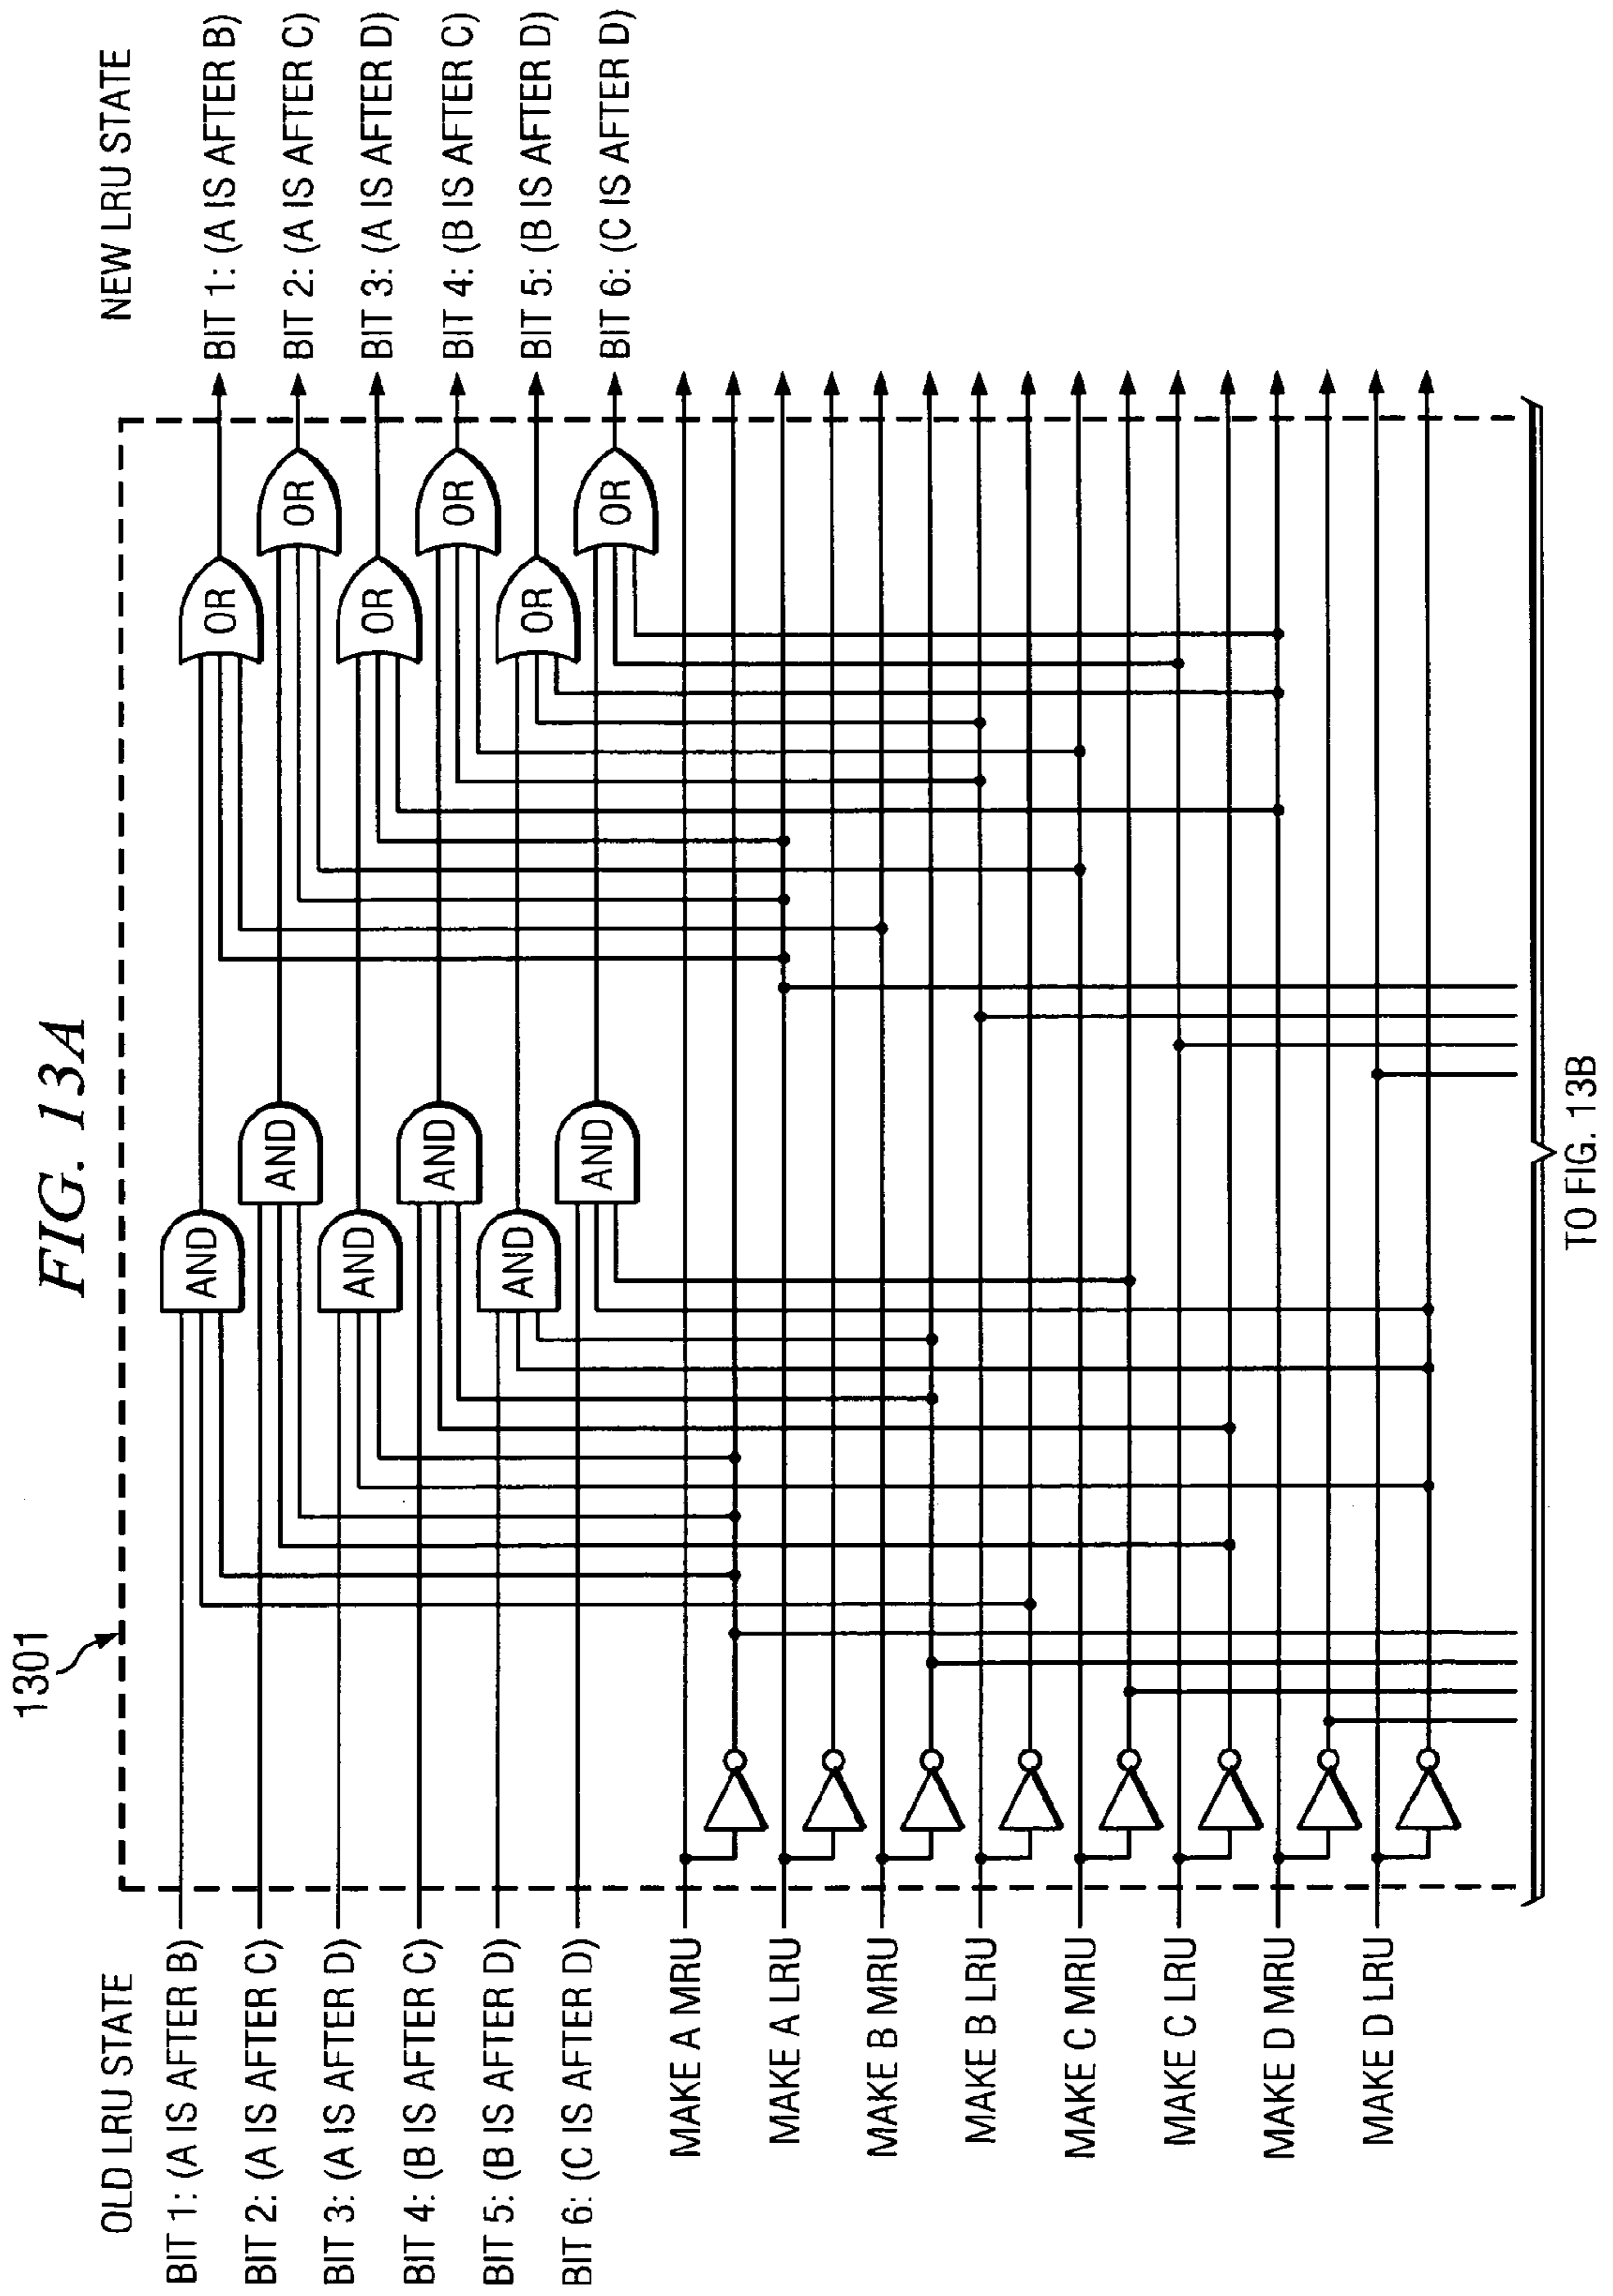 FIG. 13A
1301
OLD LRU STATE
BIT 1: (A IS AFTER B)
BIT 2: (A IS AFTER C)
BIT 3: (A IS AFTER D)
BIT 4: (B IS AFTER C)
BIT 5: (B IS AFTER D)
BIT 6: (C IS AFTER D)
MAKE A MRU
MAKE A LRU
MAKE B MRU
MAKE B LRU
MAKE C MRU
MAKE C LRU
MAKE D MRU
MAKE D LRU
AND
AND
AND
AND
AND
AND
OR
OR
OR
OR
OR
OR
NEW LRU STATE
BIT 1: (A IS AFTER B)
BIT 2: (A IS AFTER C)
BIT 3: (A IS AFTER D)
BIT 4: (B IS AFTER C)
BIT 5: (B IS AFTER D)
BIT 6: (C IS AFTER D)
TO FIG. 13B